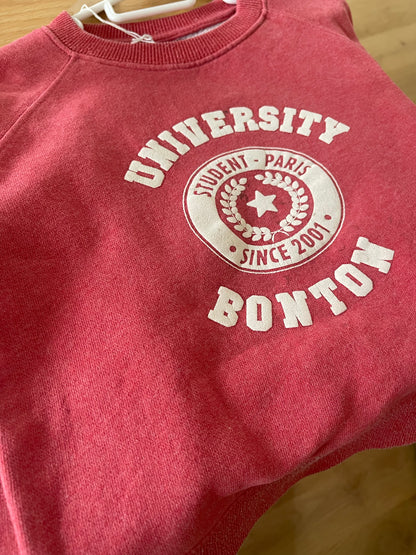 UNIVERSITY
STUDENT - PARIS
• SINCE 2001 •
BONTON